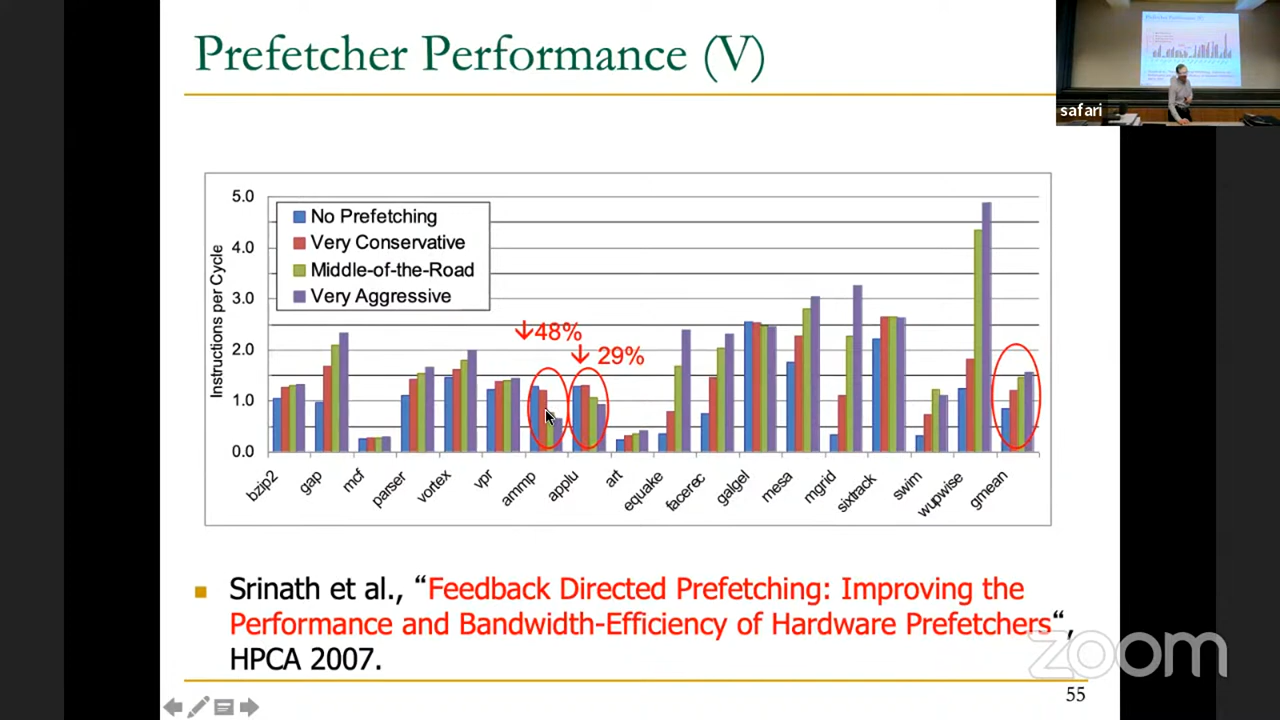 Prefetcher Performance (V)
safari
5.0
4.0
3.0
2.0
1.0
0.0
Instructions per Cycle
No Prefetching
Very Conservative
Middle-of-the-Road
Very Aggressive
↓48%
↓ 29%
bzip2
gap
mcf
parser
vortex
vpr
ammp
applu
art
equake
facerec
galgel
mesa
mgrid
sixtrack
swim
wupwise
gmean
Srinath et al., “Feedback Directed Prefetching: Improving the
Performance and Bandwidth-Efficiency of Hardware Prefetchers“,
HPCA 2007.
zoom
55